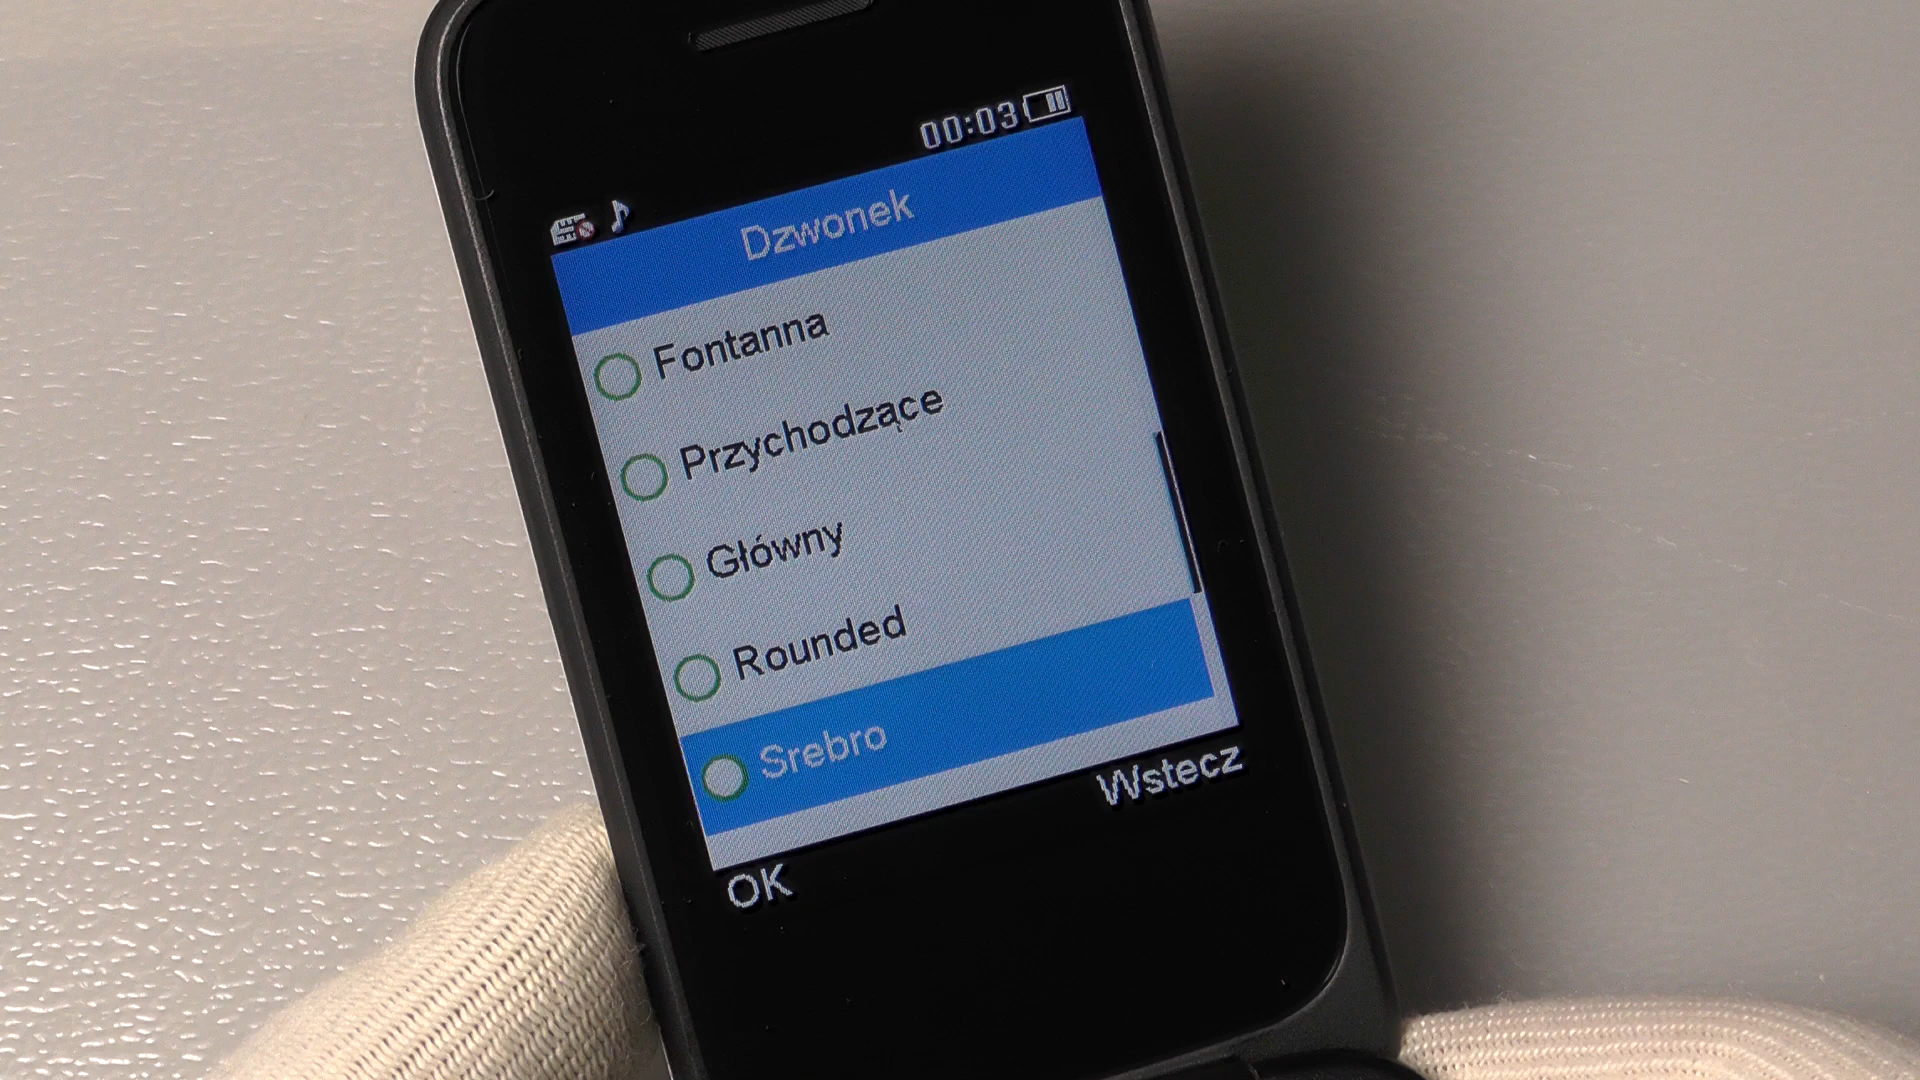 00:03
Dzwonek
Fontanna
Przychodzące
Główny
Rounded
Srebro
OK
Wstecz